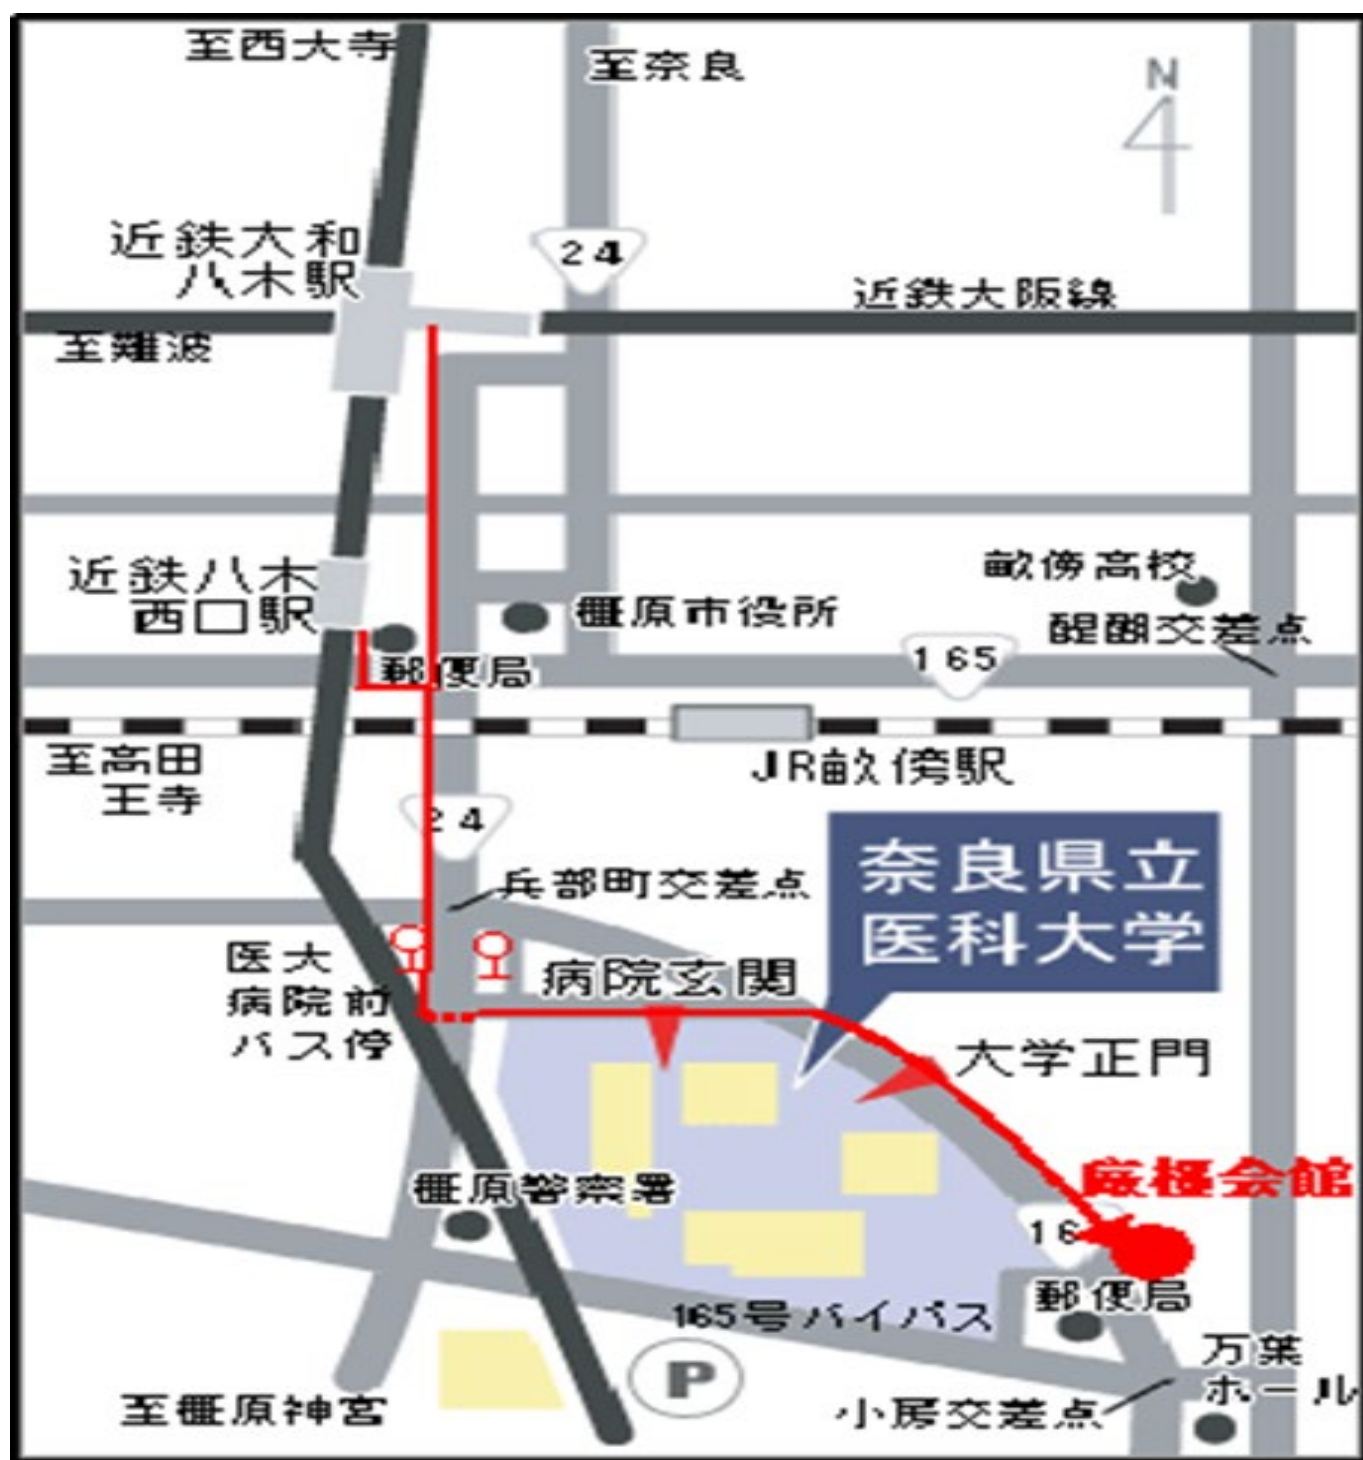 至西大寺
至奈良
N
近鉄大和
八木駅
24
近鉄大阪線
至難波
近鉄八木
西口駅
畝傍高校
橿原市役所
醍醐交差点
165
郵便局
至高田
王寺
JR畝傍駅
24
奈良県立
医科大学
兵部町交差点
医大
病院前
バス停
病院玄関
大学正門
橿原警察署
厳橿会館
16
郵便局
165号バイパス
万葉
ホール
P
至橿原神宮
小房交差点